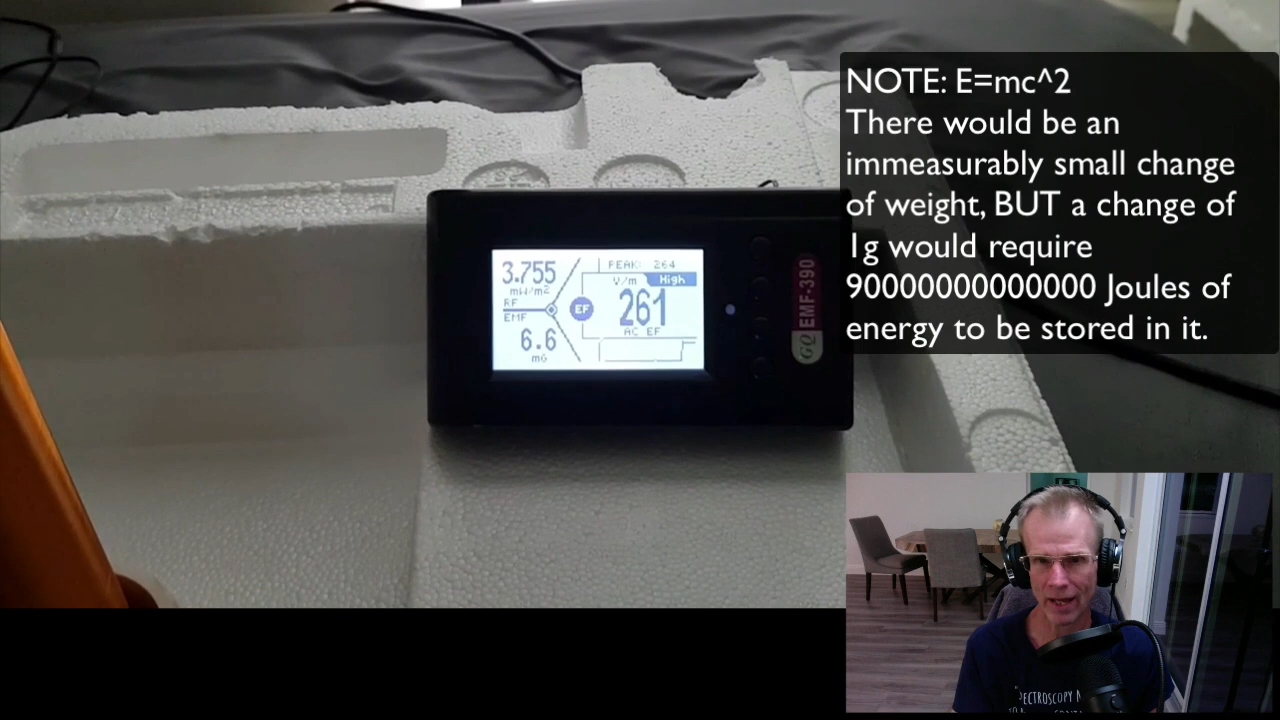 NOTE: E=mc^2
There would be an
immeasurably small change
of weight, BUT a change of
1g would require
90000000000000 Joules of
energy to be stored in it.
3.755
mW/m²
RF
EMF
6.6
mG
PEAK: 264
V/m High
EF
261
AC EF
GQ EMF-390
SPECTROSCOPY